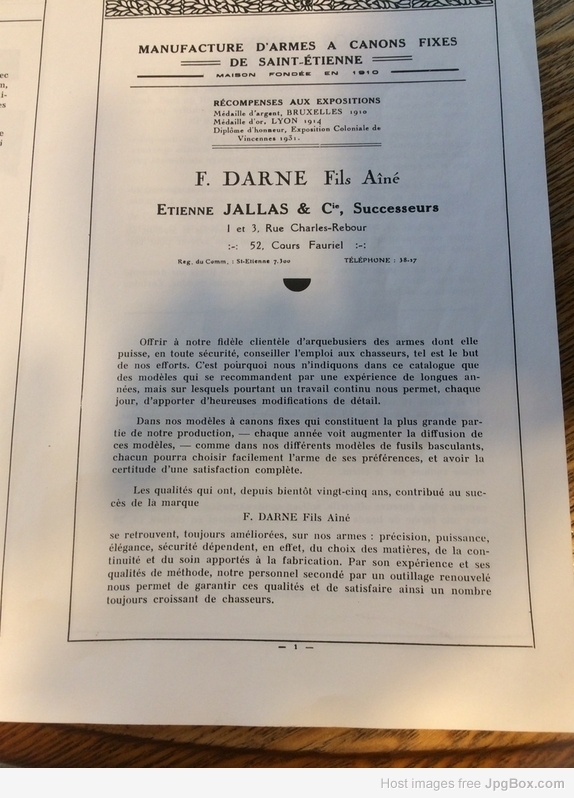 ec
n,
i-
es
e
i
MANUFACTURE D'ARMES A CANONS FIXES
DE SAINT-ÉTIENNE
MAISON FONDÉE EN 1910
RÉCOMPENSES AUX EXPOSITIONS
Médaille d'argent, BRUXELLES 1910
Médaille d'or, LYON 1914
Diplôme d'honneur, Exposition Coloniale de
Vincennes 1931.
F. DARNE Fils Aîné
ETIENNE JALLAS & Cie, Successeurs
1 et 3, Rue Charles-Rebour
:-: 52, Cours Fauriel :-:
Reg. du Comm. : St-Etienne 7.300 TÉLÉPHONE : 38-17
Offrir à notre fidèle clientèle d'arquebusiers des armes dont elle
puisse, en toute sécurité, conseiller l'emploi aux chasseurs, tel est le but
de nos efforts. C'est pourquoi nous n'indiquons dans ce catalogue que
des modèles qui se recommandent par une expérience de longues an-
nées, mais sur lesquels pourtant un travail continu nous permet, chaque
jour, d'apporter d'heureuses modifications de détail.
Dans nos modèles à canons fixes qui constituent la plus grande par-
tie de notre production, — chaque année voit augmenter la diffusion de
ces modèles, — comme dans nos différents modèles de fusils basculants,
chacun pourra choisir facilement l'arme de ses préférences, et avoir la
certitude d'une satisfaction complète.
Les qualités qui ont, depuis bientôt vingt-cinq ans, contribué au suc-
cès de la marque
F. DARNE Fils Aîné
se retrouvent, toujours améliorées, sur nos armes : précision, puissance,
élégance, sécurité dépendent, en effet, du choix des matières, de la con-
tinuité et du soin apportés à la fabrication. Par son expérience et ses
qualités de méthode, notre personnel secondé par un outillage renouvelé
nous permet de garantir ces qualités et de satisfaire ainsi un nombre
toujours croissant de chasseurs.
— 1 —
Host images free JpgBox.com